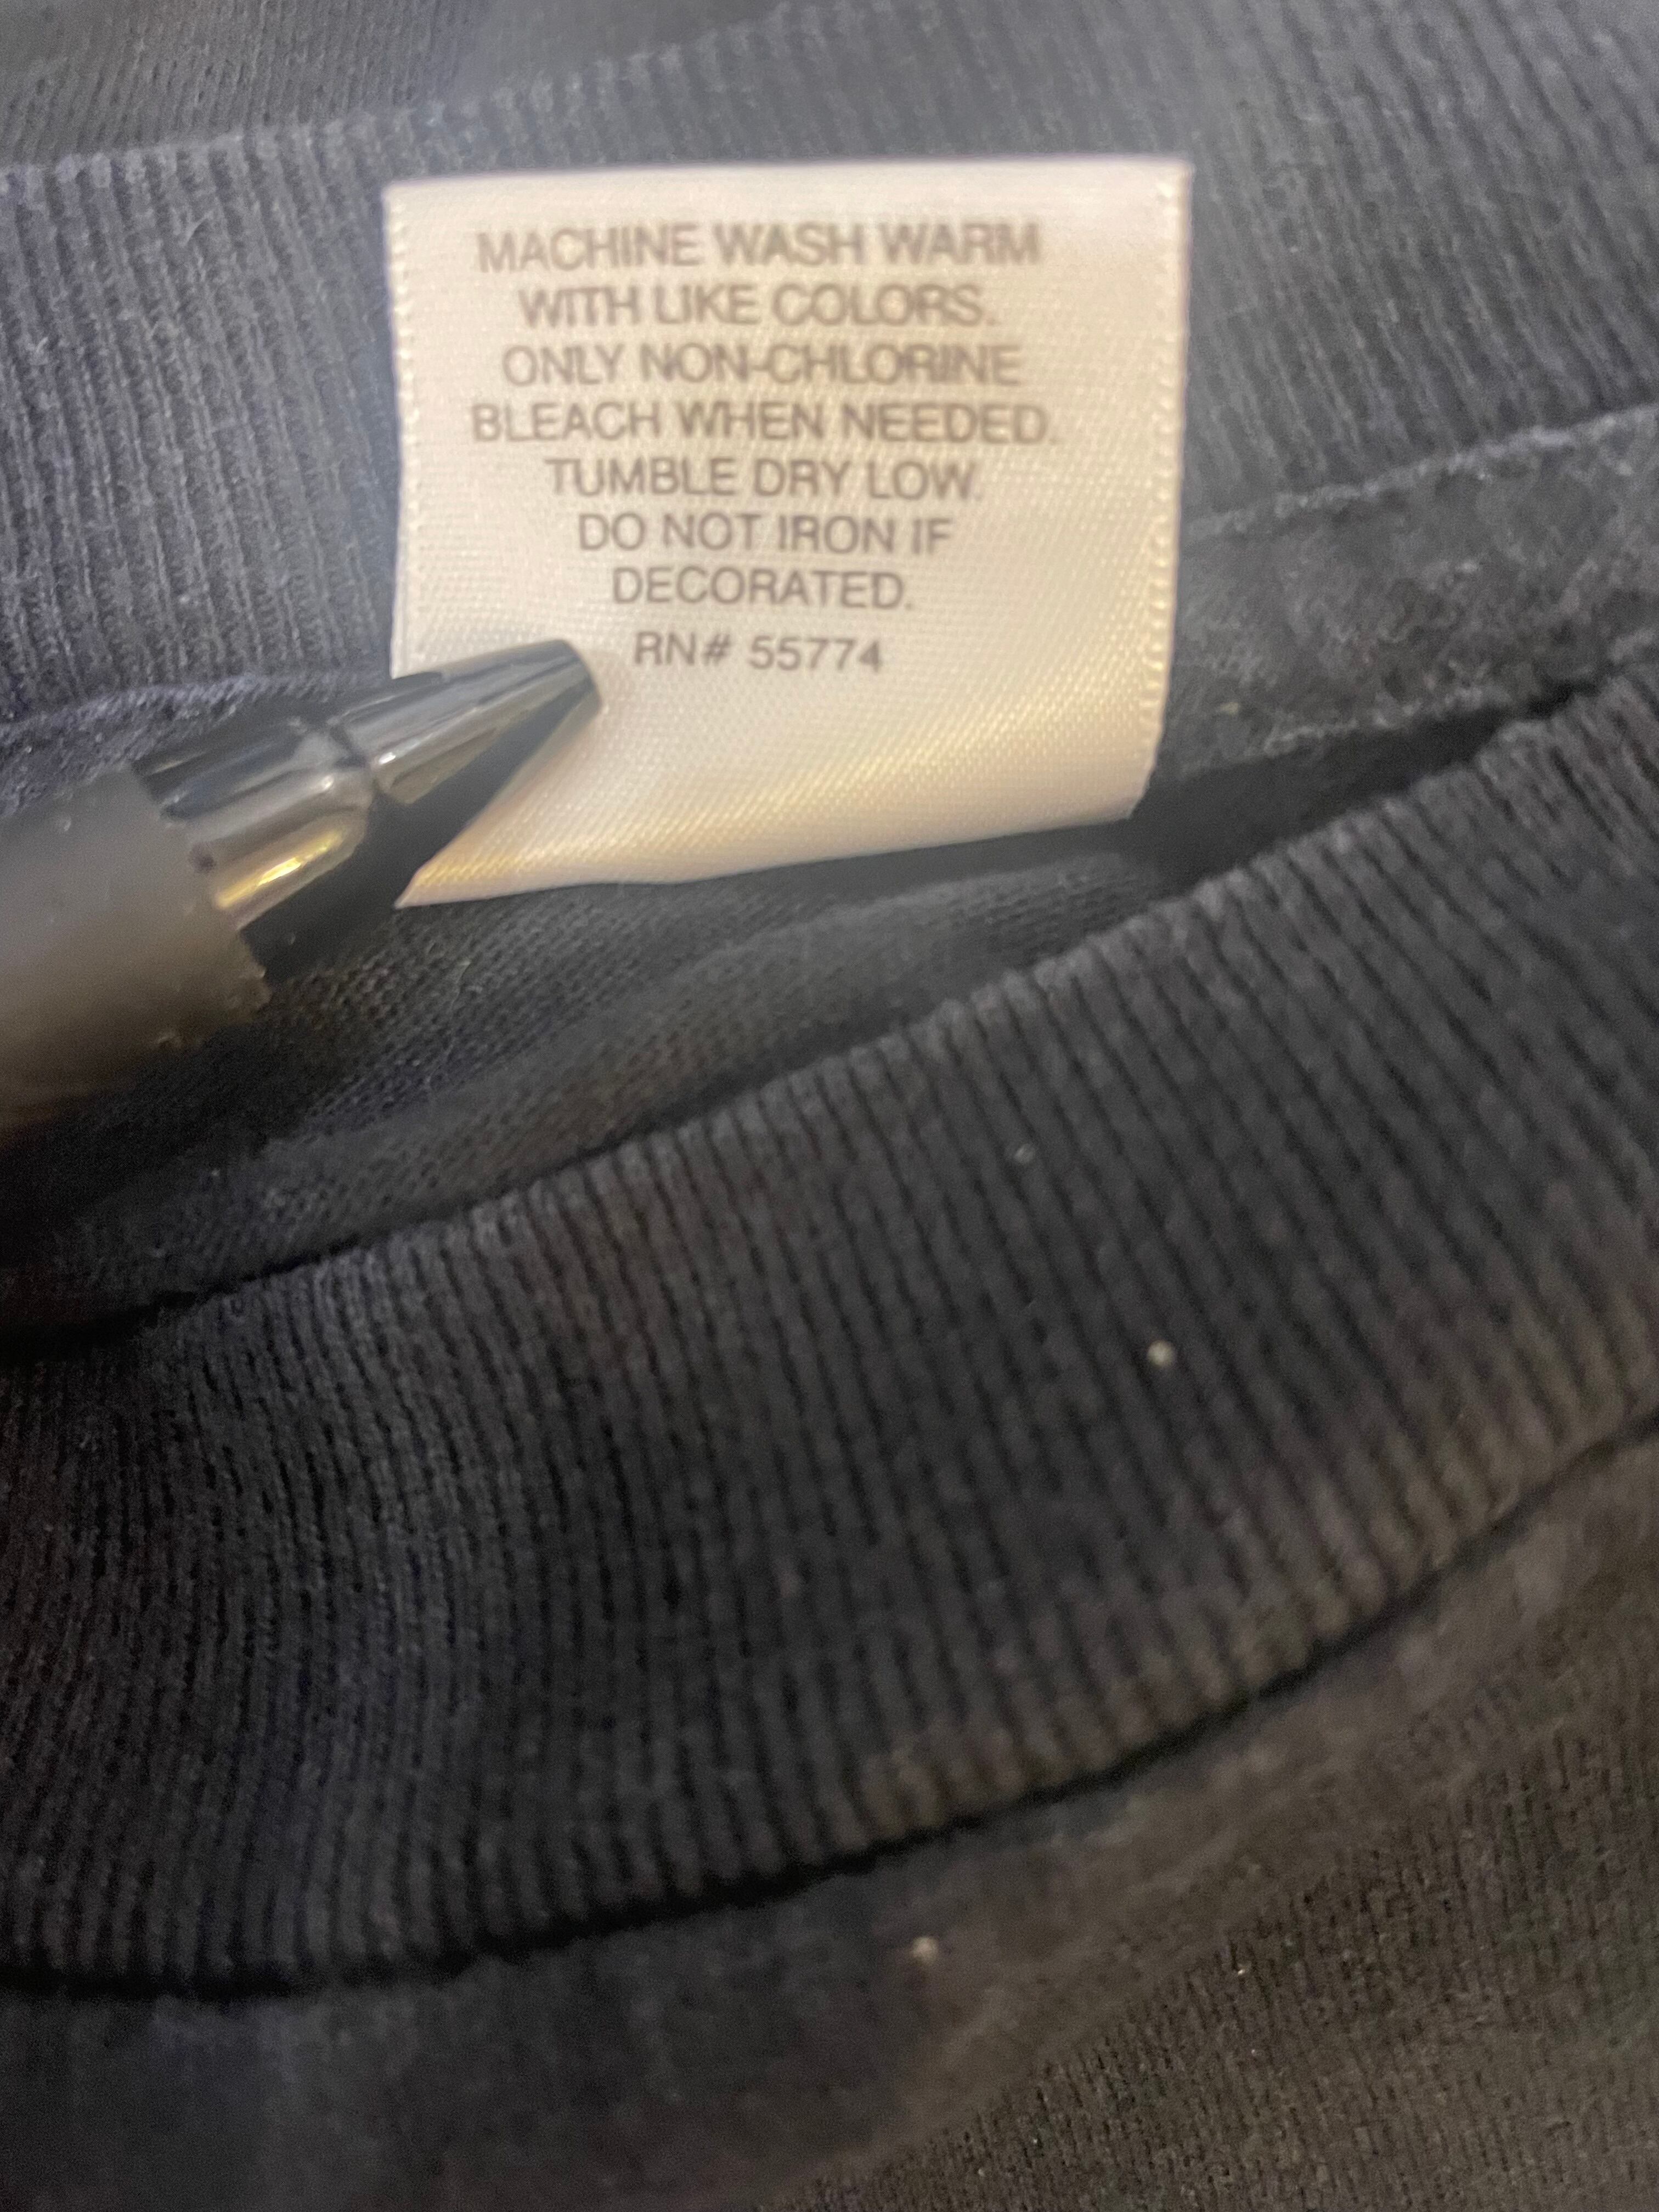 MACHINE WASH WARM
WITH LIKE COLORS.
ONLY NON-CHLORINE
BLEACH WHEN NEEDED.
TUMBLE DRY LOW.
DO NOT IRON IF
DECORATED.
RN# 55774